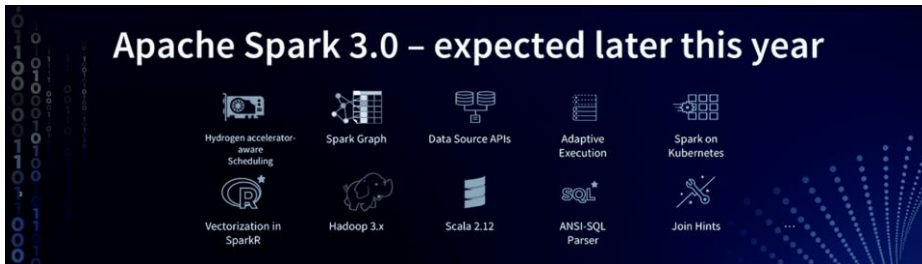 Apache Spark 3.0 – expected later this year
Hydrogen accelerator-
aware
Scheduling
Spark Graph
Data Source APIs
Adaptive
Execution
Spark on
Kubernetes
R
SQL
Vectorization in
SparkR
Hadoop 3.x
Scala 2.12
ANSI-SQL
Parser
Join Hints
...